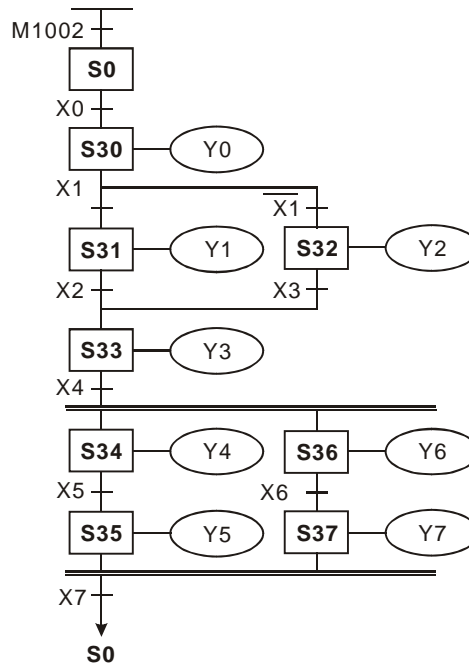 M1002
S0
X0
S30 Y0
X1 X̅1̅
S31 Y1 S32 Y2
X2 X3
S33 Y3
X4
S34 Y4 S36 Y6
X5 X6
S35 Y5 S37 Y7
X7
S0